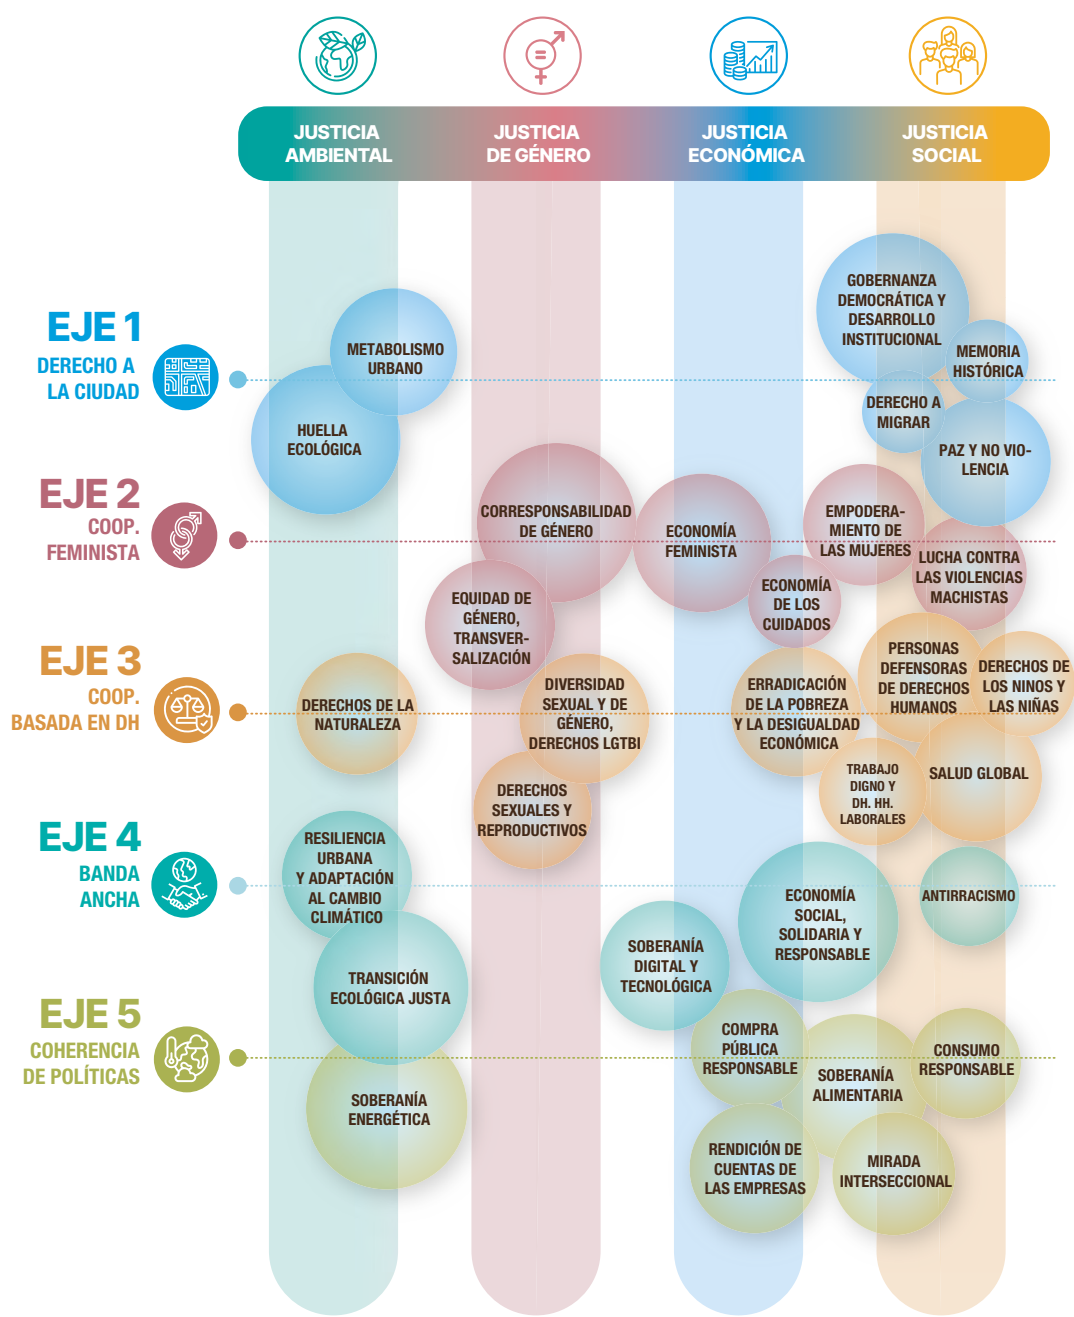 JUSTICIA
AMBIENTAL
JUSTICIA
DE GÉNERO
JUSTICIA
ECONÓMICA
JUSTICIA
SOCIAL
EJE 1
DERECHO A
LA CIUDAD
METABOLISMO
URBANO
HUELLA
ECOLÓGICA
GOBERNANZA
DEMOCRÁTICA Y
DESARROLLO
INSTITUCIONAL
MEMORIA
HISTÓRICA
DERECHO A
MIGRAR
PAZ Y NO VIO-
LENCIA
EJE 2
COOP.
FEMINISTA
CORRESPONSABILIDAD
DE GÉNERO
EQUIDAD DE
GÉNERO,
TRANSVER-
SALIZACIÓN
ECONOMÍA
FEMINISTA
ECONOMÍA
DE LOS
CUIDADOS
EMPODERA-
MIENTO DE
LAS MUJERES
LUCHA CONTRA
LAS VIOLENCIAS
MACHISTAS
EJE 3
COOP.
BASADA EN DH
DERECHOS DE LA
NATURALEZA
DIVERSIDAD
SEXUAL Y DE
GÉNERO,
DERECHOS LGTBI
DERECHOS
SEXUALES Y
REPRODUCTIVOS
ERRADICACIÓN
DE LA POBREZA
Y LA DESIGUALDAD
ECONÓMICA
PERSONAS
DEFENSORAS
DE DERECHOS
HUMANOS
DERECHOS DE
LOS NINOS Y
LAS NIÑAS
TRABAJO
DIGNO Y
DH. HH.
LABORALES
SALUD GLOBAL
EJE 4
BANDA
ANCHA
RESILIENCIA
URBANA
Y ADAPTACIÓN
AL CAMBIO
CLIMÁTICO
TRANSICIÓN
ECOLÓGICA JUSTA
SOBERANÍA
DIGITAL Y
TECNOLÓGICA
ECONOMÍA
SOCIAL,
SOLIDARIA Y
RESPONSABLE
ANTIRRACISMO
EJE 5
COHERENCIA
DE POLÍTICAS
SOBERANÍA
ENERGÉTICA
COMPRA
PÚBLICA
RESPONSABLE
SOBERANÍA
ALIMENTARIA
CONSUMO
RESPONSABLE
RENDICIÓN DE
CUENTAS DE
LAS EMPRESAS
MIRADA
INTERSECCIONAL